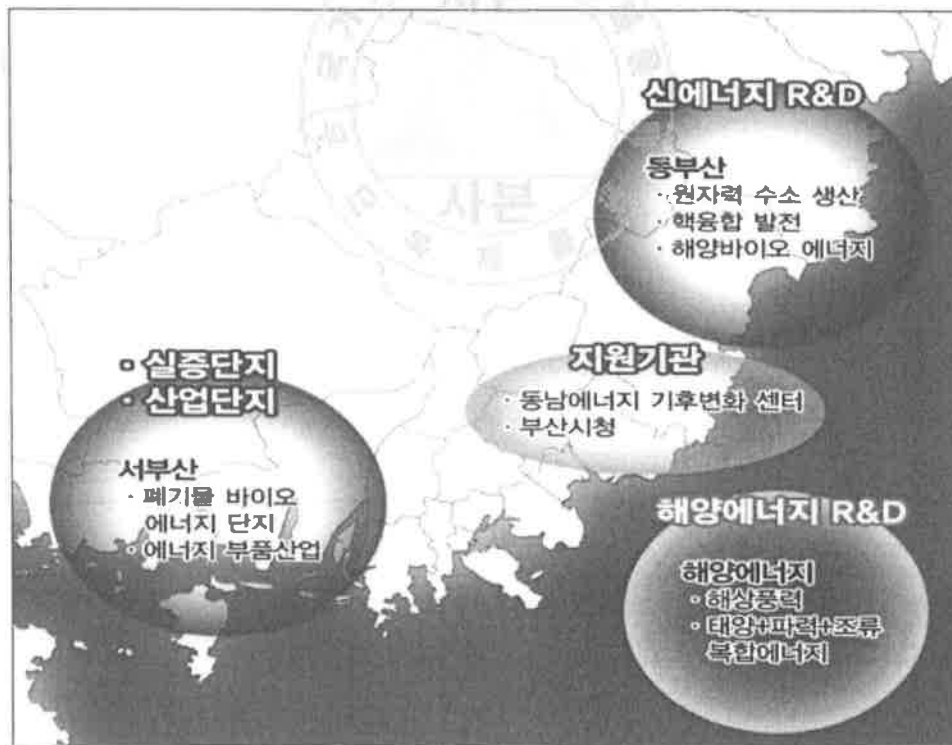 신에너지 R&D
동부산
· 원자력 수소 생산
· 핵융합 발전
· 해양바이오 에너지
지원기관
· 동남에너지 기후변화 센터
· 부산시청
· 실증단지
· 산업단지
서부산
· 폐기물 바이오
에너지 단지
· 에너지 부품산업
해양에너지 R&D
해양에너지
· 해상풍력
· 태양+파력+조류
복합에너지
사본